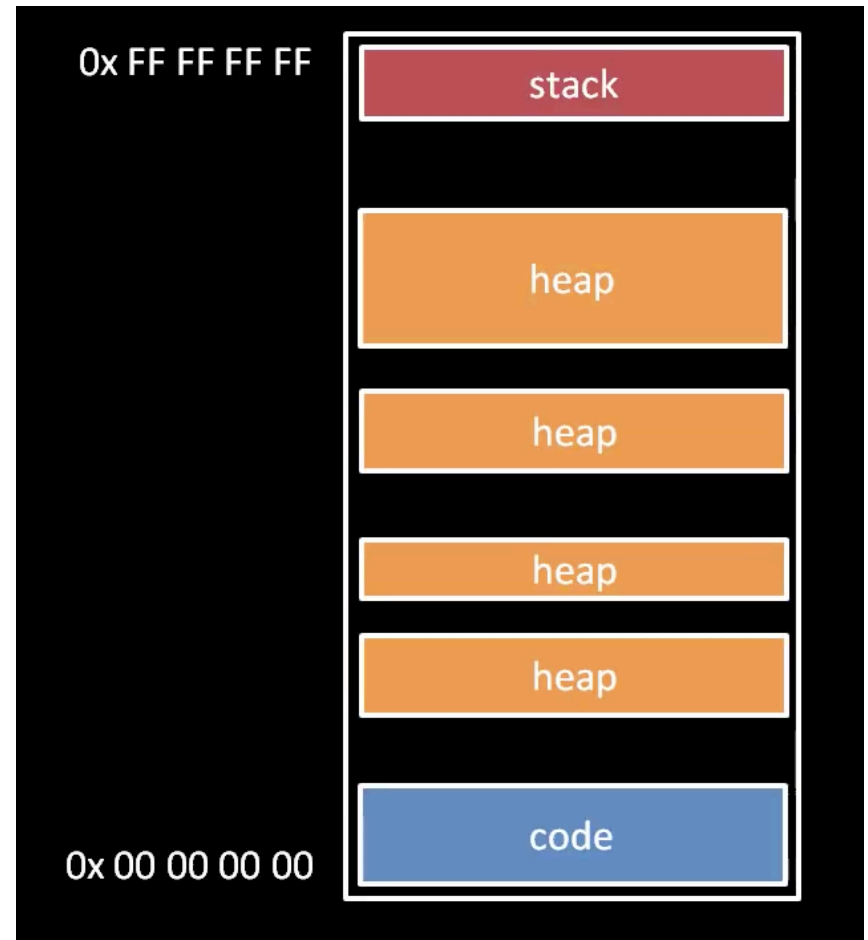 0x FF FF FF FF
stack
heap
heap
heap
heap
code
0x 00 00 00 00